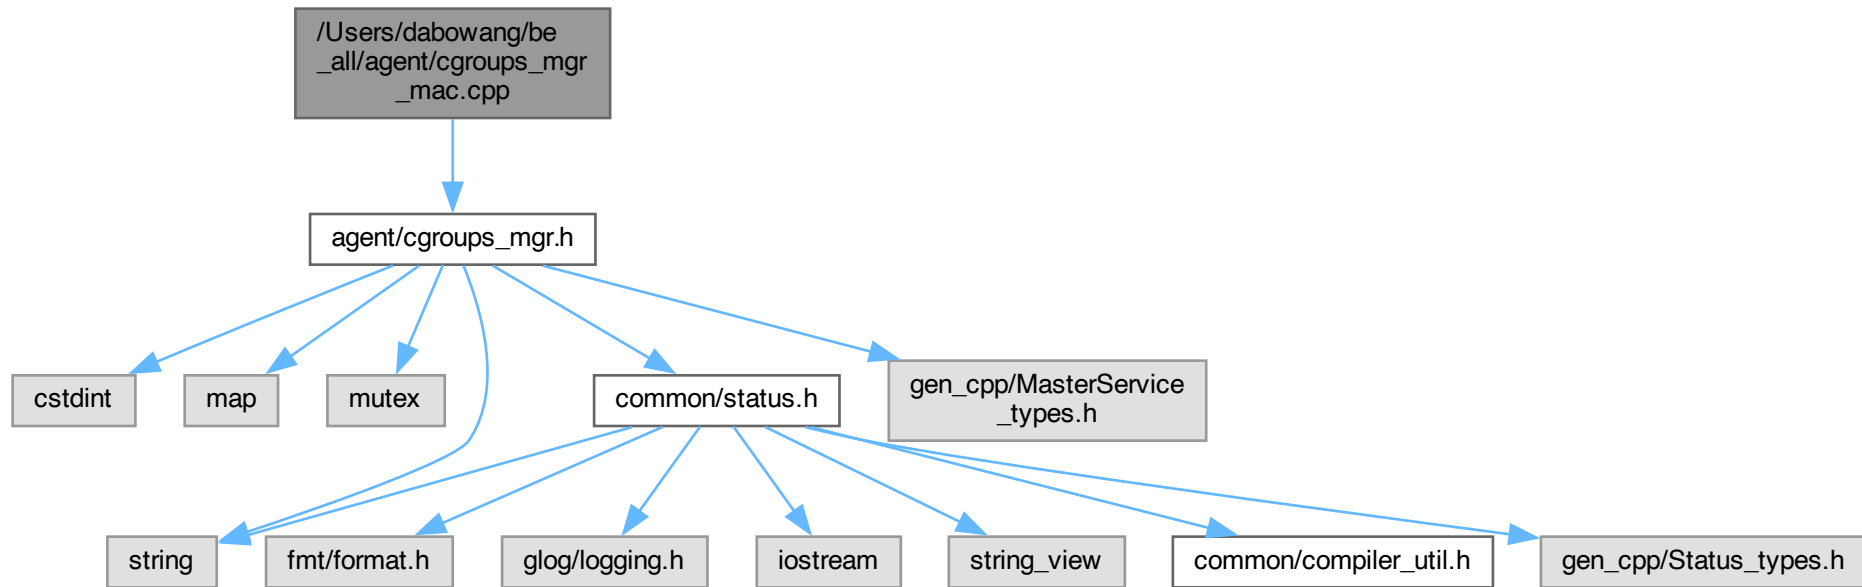 /Users/dabowang/be
_all/agent/cgroups_mgr
_mac.cpp
agent/cgroups_mgr.h
cstdint
map
mutex
common/status.h
gen_cpp/MasterService
_types.h
string
fmt/format.h
glog/logging.h
iostream
string_view
common/compiler_util.h
gen_cpp/Status_types.h